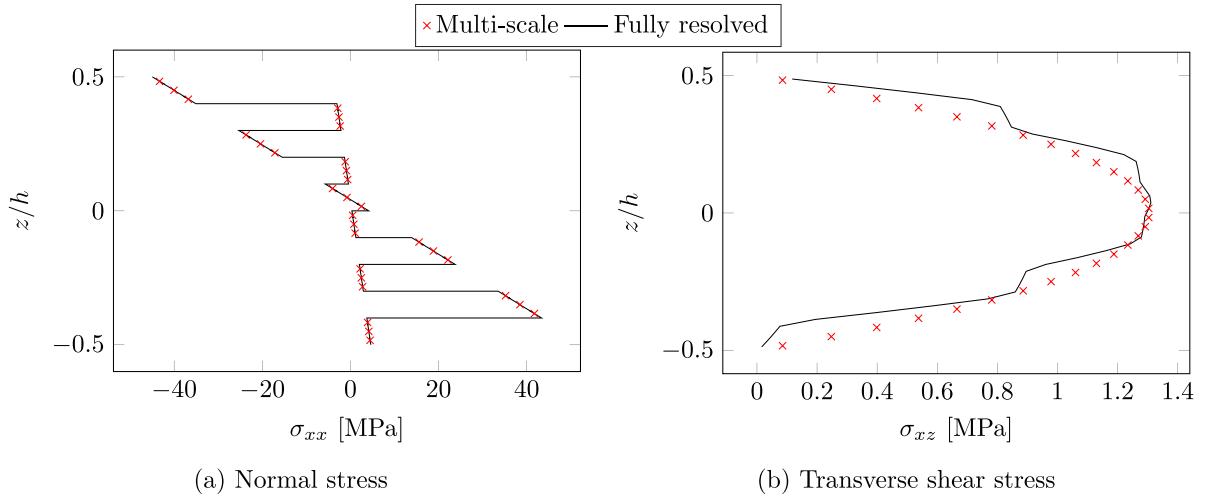 Multi-scale Fully resolved
0.5
0
−0.5
z/h
−40 −20 0 20 40
σxx [MPa]
(a) Normal stress
0.5
0
−0.5
z/h
0 0.2 0.4 0.6 0.8 1 1.2 1.4
σxz [MPa]
(b) Transverse shear stress